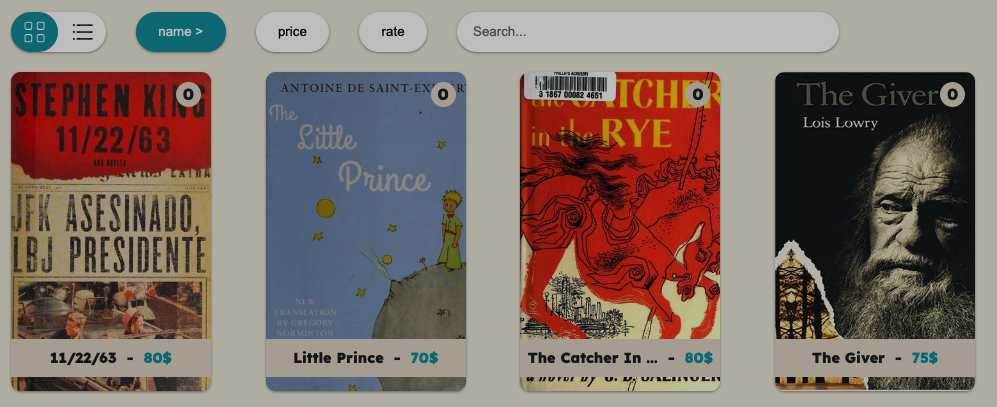 name >
price
rate
Search...
STEPHEN KING
11/22/63
UNA NOVELA
JFK ASESINADO,
LBJ PRESIDENTE
0
11/22/63 - 80$
ANTOINE DE SAINT-EXUPÉR
The
Little
Prince
NEW
TRANSLATION
BY GREGORY
NORMINTON
0
Little Prince - 70$
PHILLIPS ACADEMY
3 1867 00082 4651
the CATCHER
in the RYE
0
The Catcher In ... - 80$
a novel by J. D. SALINGER
The Giver
Lois Lowry
0
The Giver - 75$